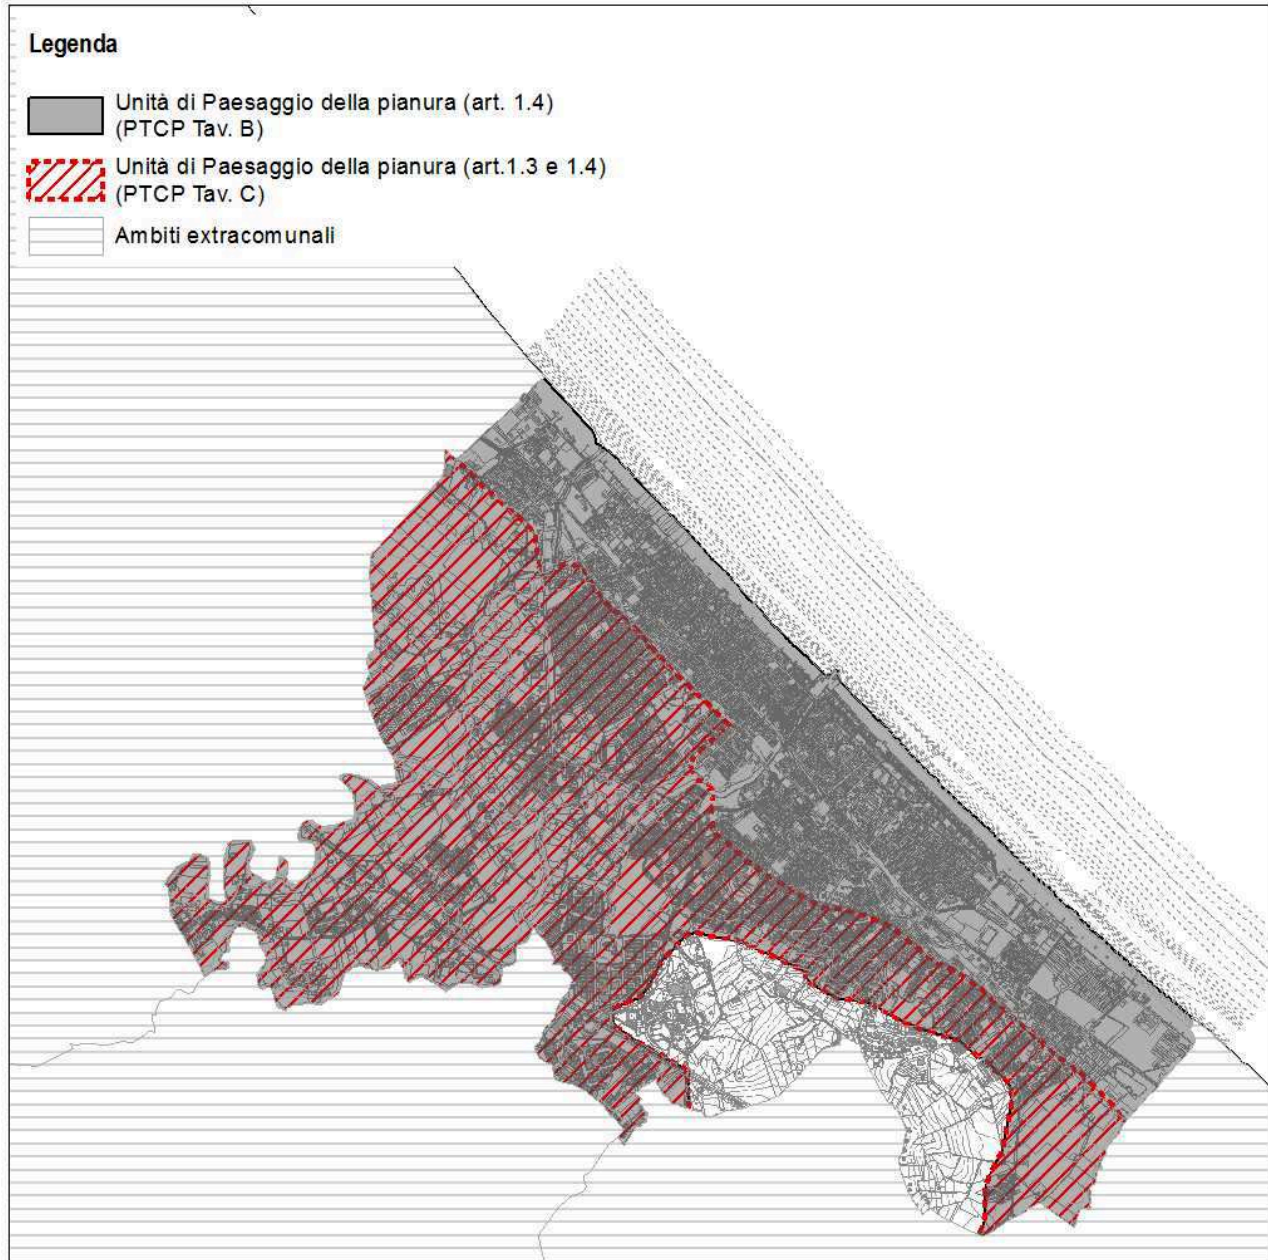 Legenda
Unità di Paesaggio della pianura (art. 1.4)
(PTCP Tav. B)
Unità di Paesaggio della pianura (art.1.3 e 1.4)
(PTCP Tav. C)
Ambiti extracomunali